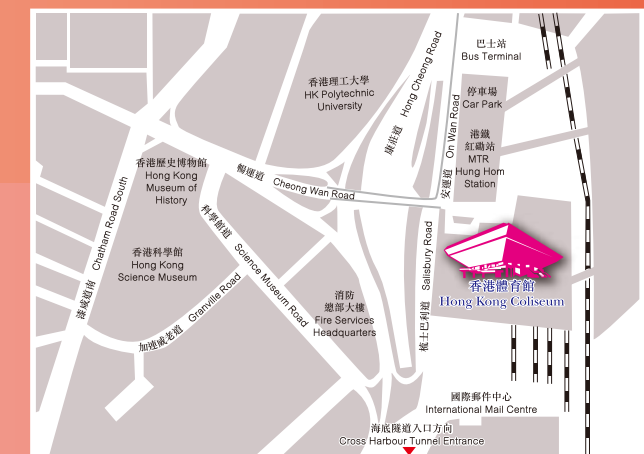 巴士站
Bus Terminal
香港理工大學
HK Polytechnic
University
康莊道 Hong Cheong Road
停車場
Car Park
安運道 On Wan Road
港鐵
紅磡站
MTR
Hung Hom
Station
香港歷史博物館
Hong Kong
Museum of
History
暢運道 Cheong Wan Road
漆咸道南 Chatham Road South
科學館道 Science Museum Road
香港科學館
Hong Kong
Science Museum
加連威老道 Granville Road
消防
總部大樓
Fire Services
Headquarters
梳士巴利道 Salisbury Road
香港體育館
Hong Kong Coliseum
國際郵件中心
International Mail Centre
海底隧道入口方向
Cross Harbour Tunnel Entrance